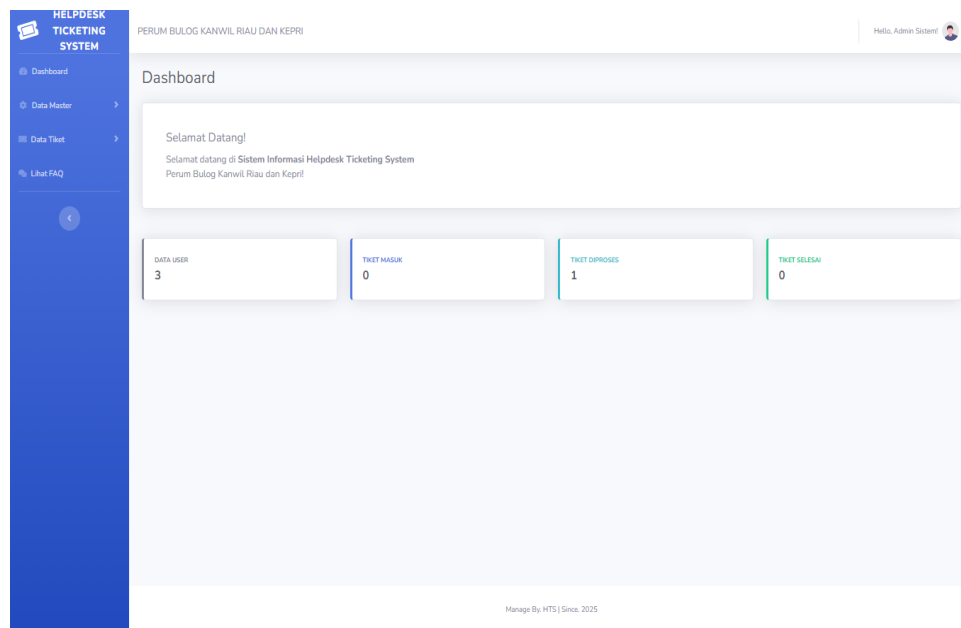 HELPDESK
TICKETING
SYSTEM
PERUM BULOG KANWIL RIAU DAN KEPRI
Hello, Admin Sistem!
Dashboard
Data Master
Data Tiket
Lihat FAQ
Dashboard
Selamat Datang!
Selamat datang di Sistem Informasi Helpdesk Ticketing System
Perum Bulog Kanwil Riau dan Kepri!
DATA USER
3
TIKET MASUK
0
TIKET DIPROSES
1
TIKET SELESAI
0
Manage By. HTS | Since. 2025